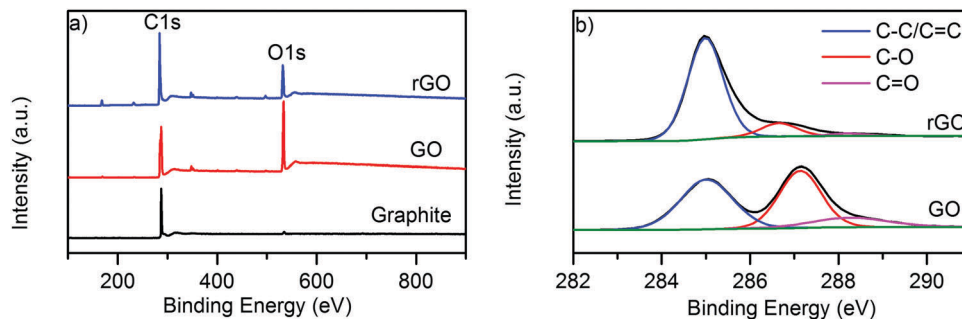 a)
C1s
O1s
rGO
GO
Graphite
Intensity (a.u.)
200 400 600 800
Binding Energy (eV)
b)
C-C/C=C
C-O
C=O
rGO
GO
Intensity (a.u.)
282 284 286 288 290
Binding Energy (eV)